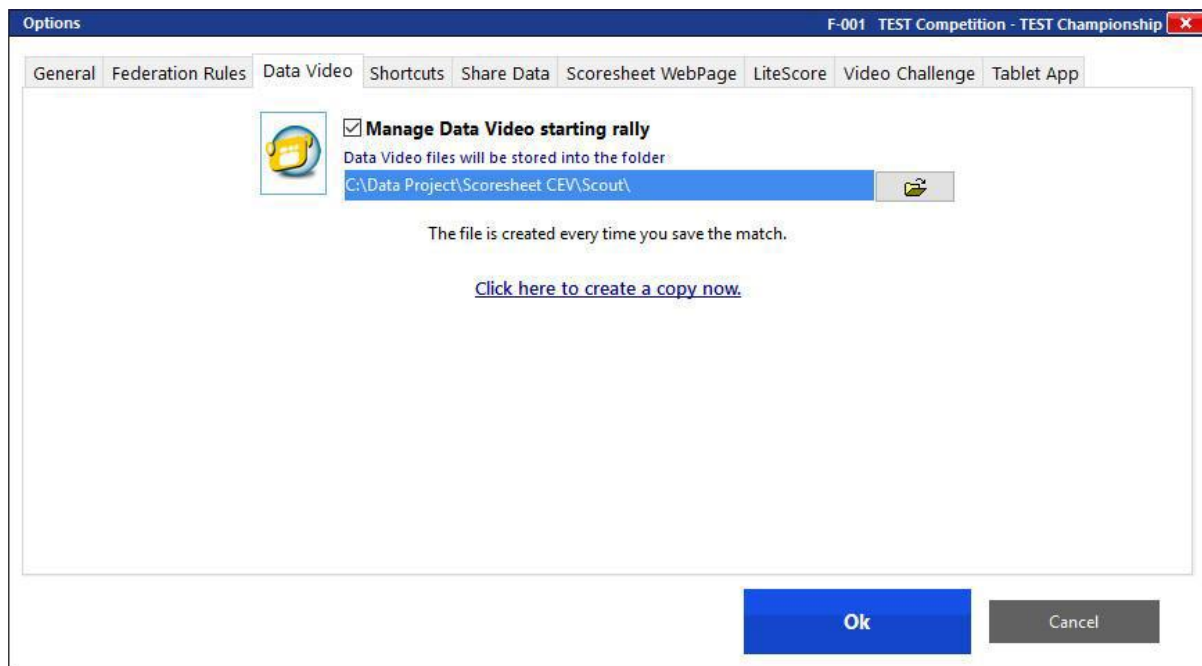 Options F-001 TEST Competition - TEST Championship
General Federation Rules Data Video Shortcuts Share Data Scoresheet WebPage LiteScore Video Challenge Tablet App
Manage Data Video starting rally
Data Video files will be stored into the folder
C:\Data Project\Scoresheet CEV\Scout\
The file is created every time you save the match.
Click here to create a copy now.
Ok Cancel